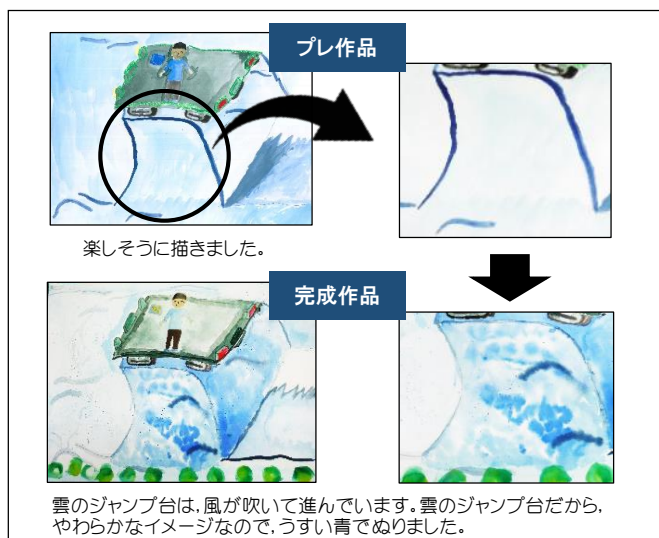 プレ作品
楽しそうに描きました。
完成作品
雲のジャンプ台は,風が吹いて進んでいます。雲のジャンプ台だから,
やわらかなイメージなので,うすい青でぬりました。